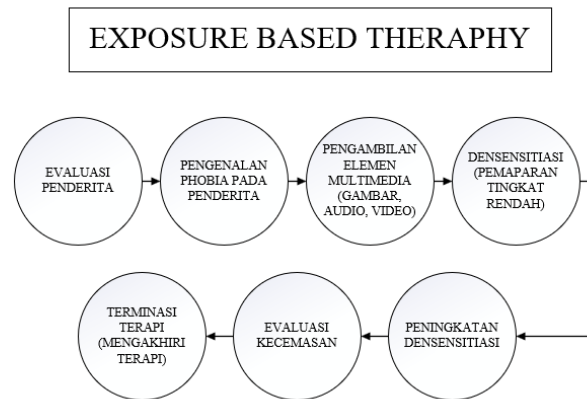 EXPOSURE BASED THERAPHY
EVALUASI
PENDERITA
PENGENALAN
PHOBIA PADA
PENDERITA
PENGAMBILAN
ELEMEN
MULTIMEDIA
(GAMBAR,
AUDIO, VIDEO)
DENSENSITIASI
(PEMAPARAN
TINGKAT
RENDAH)
PENINGKATAN
DENSENSITIASI
EVALUASI
KECEMASAN
TERMINASI
TERAPI
(MENGAKHIRI
TERAPI)